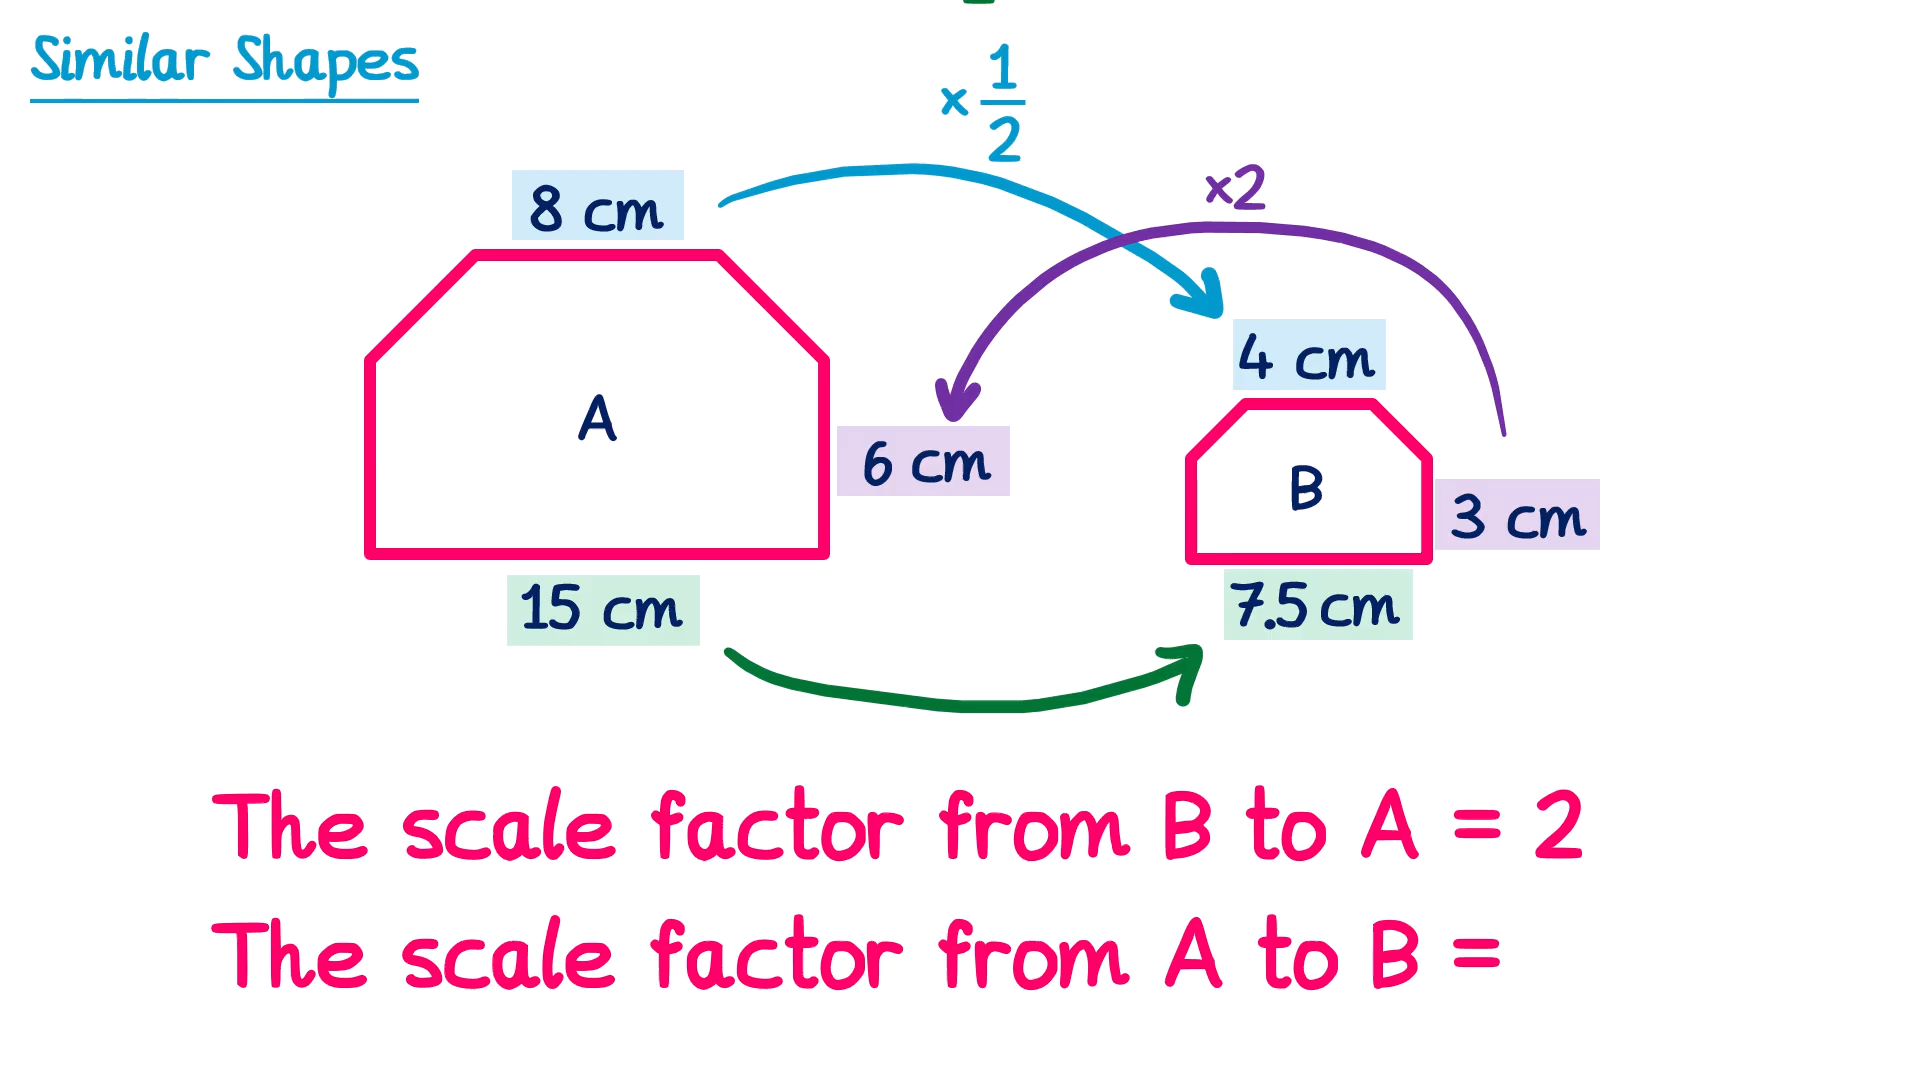 Similar Shapes
× 1/2
×2
8 cm
4 cm
A
6 cm
B
3 cm
15 cm
7.5 cm
The scale factor from B to A = 2
The scale factor from A to B =